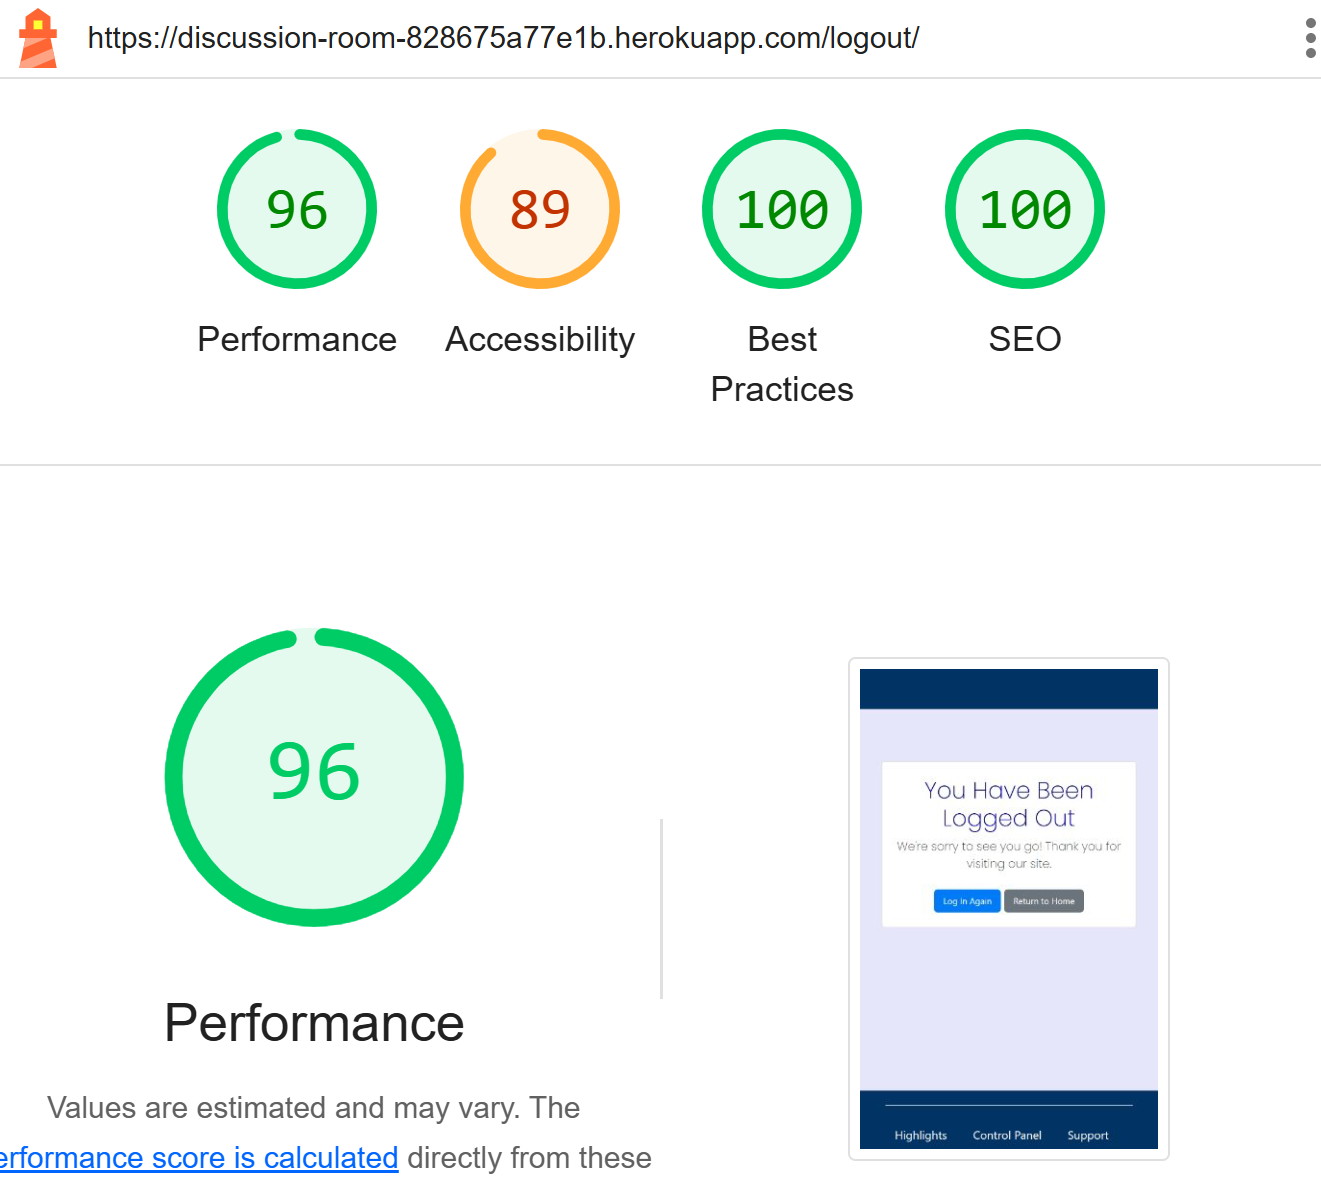 https://discussion-room-828675a77e1b.herokuapp.com/logout/
96
89
100
100
Performance
Accessibility
Best
Practices
SEO
96
Performance
Values are estimated and may vary. The
erformance score is calculated directly from these
You Have Been
Logged Out
We're sorry to see you go! Thank you for
visiting our site.
Log In Again
Return to Home
Highlights
Control Panel
Support